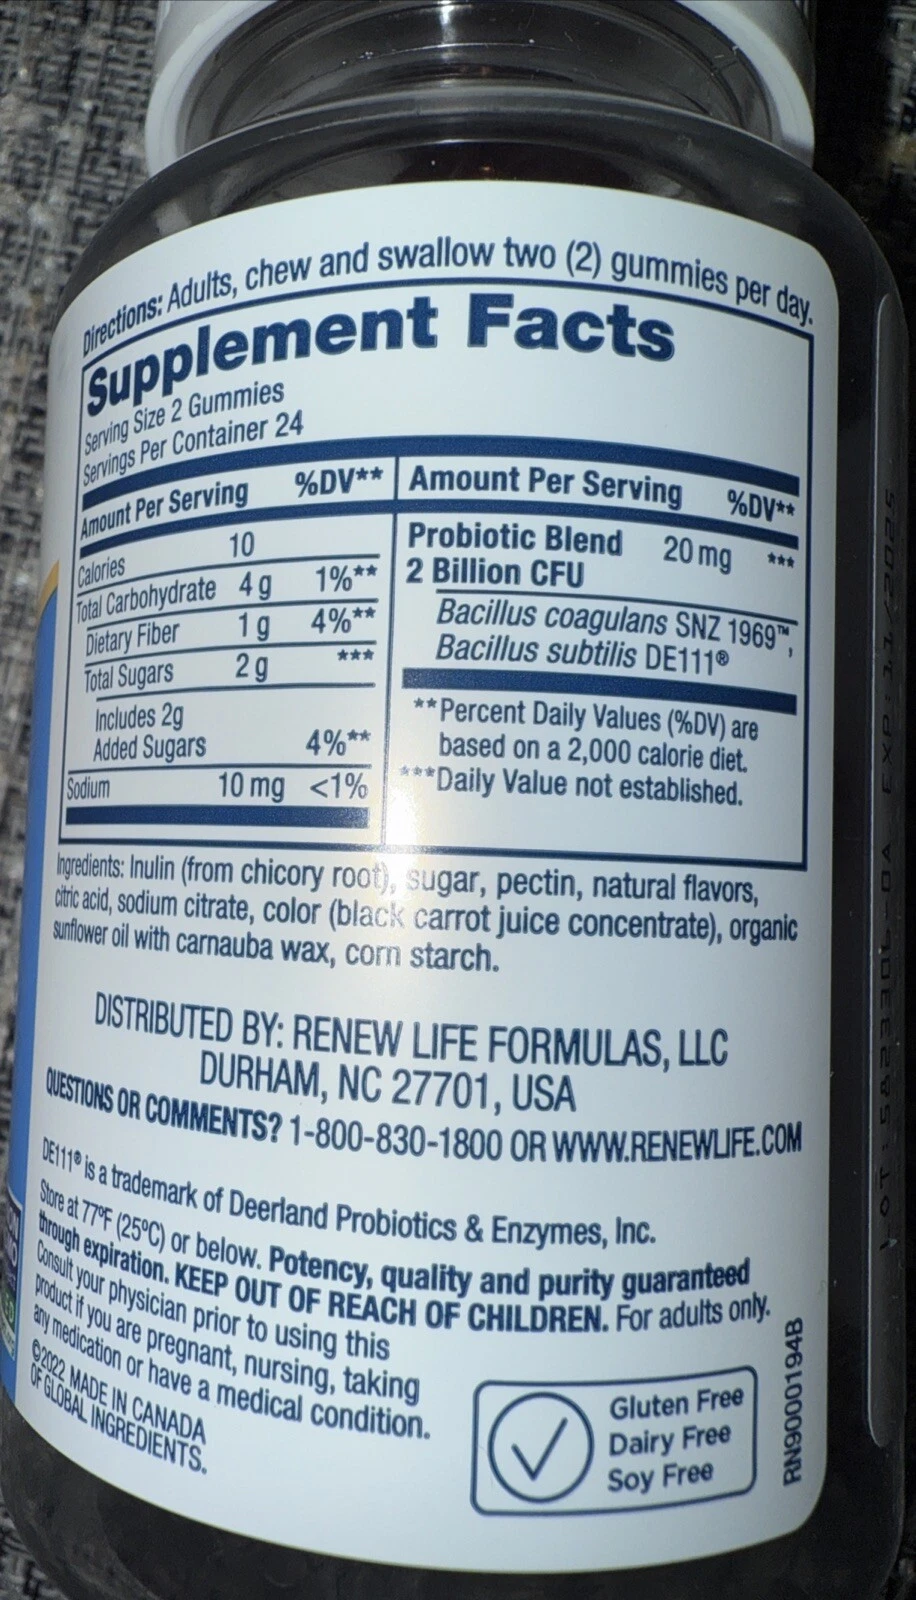 Directions: Adults, chew and swallow two (2) gummies per day.
Supplement Facts
Serving Size 2 Gummies
Servings Per Container 24
Amount Per Serving %DV**
Calories 10
Total Carbohydrate 4 g 1%**
Dietary Fiber 1 g 4%**
Total Sugars 2 g ***
Includes 2g
Added Sugars 4%**
Sodium 10 mg <1%
Amount Per Serving %DV**
Probiotic Blend 20 mg ***
2 Billion CFU
Bacillus coagulans SNZ 1969™,
Bacillus subtilis DE111®
**Percent Daily Values (%DV) are
based on a 2,000 calorie diet.
***Daily Value not established.
Ingredients: Inulin (from chicory root), sugar, pectin, natural flavors,
citric acid, sodium citrate, color (black carrot juice concentrate), organic
sunflower oil with carnauba wax, corn starch.
DISTRIBUTED BY: RENEW LIFE FORMULAS, LLC
DURHAM, NC 27701, USA
QUESTIONS OR COMMENTS? 1-800-830-1800 OR WWW.RENEWLIFE.COM
DE111® is a trademark of Deerland Probiotics & Enzymes, Inc.
Store at 77°F (25°C) or below. Potency, quality and purity guaranteed
through expiration. KEEP OUT OF REACH OF CHILDREN. For adults only.
Consult your physician prior to using this
product if you are pregnant, nursing, taking
any medication or have a medical condition.
©2022 MADE IN CANADA
OF GLOBAL INGREDIENTS.
Gluten Free
Dairy Free
Soy Free
RN9000194B